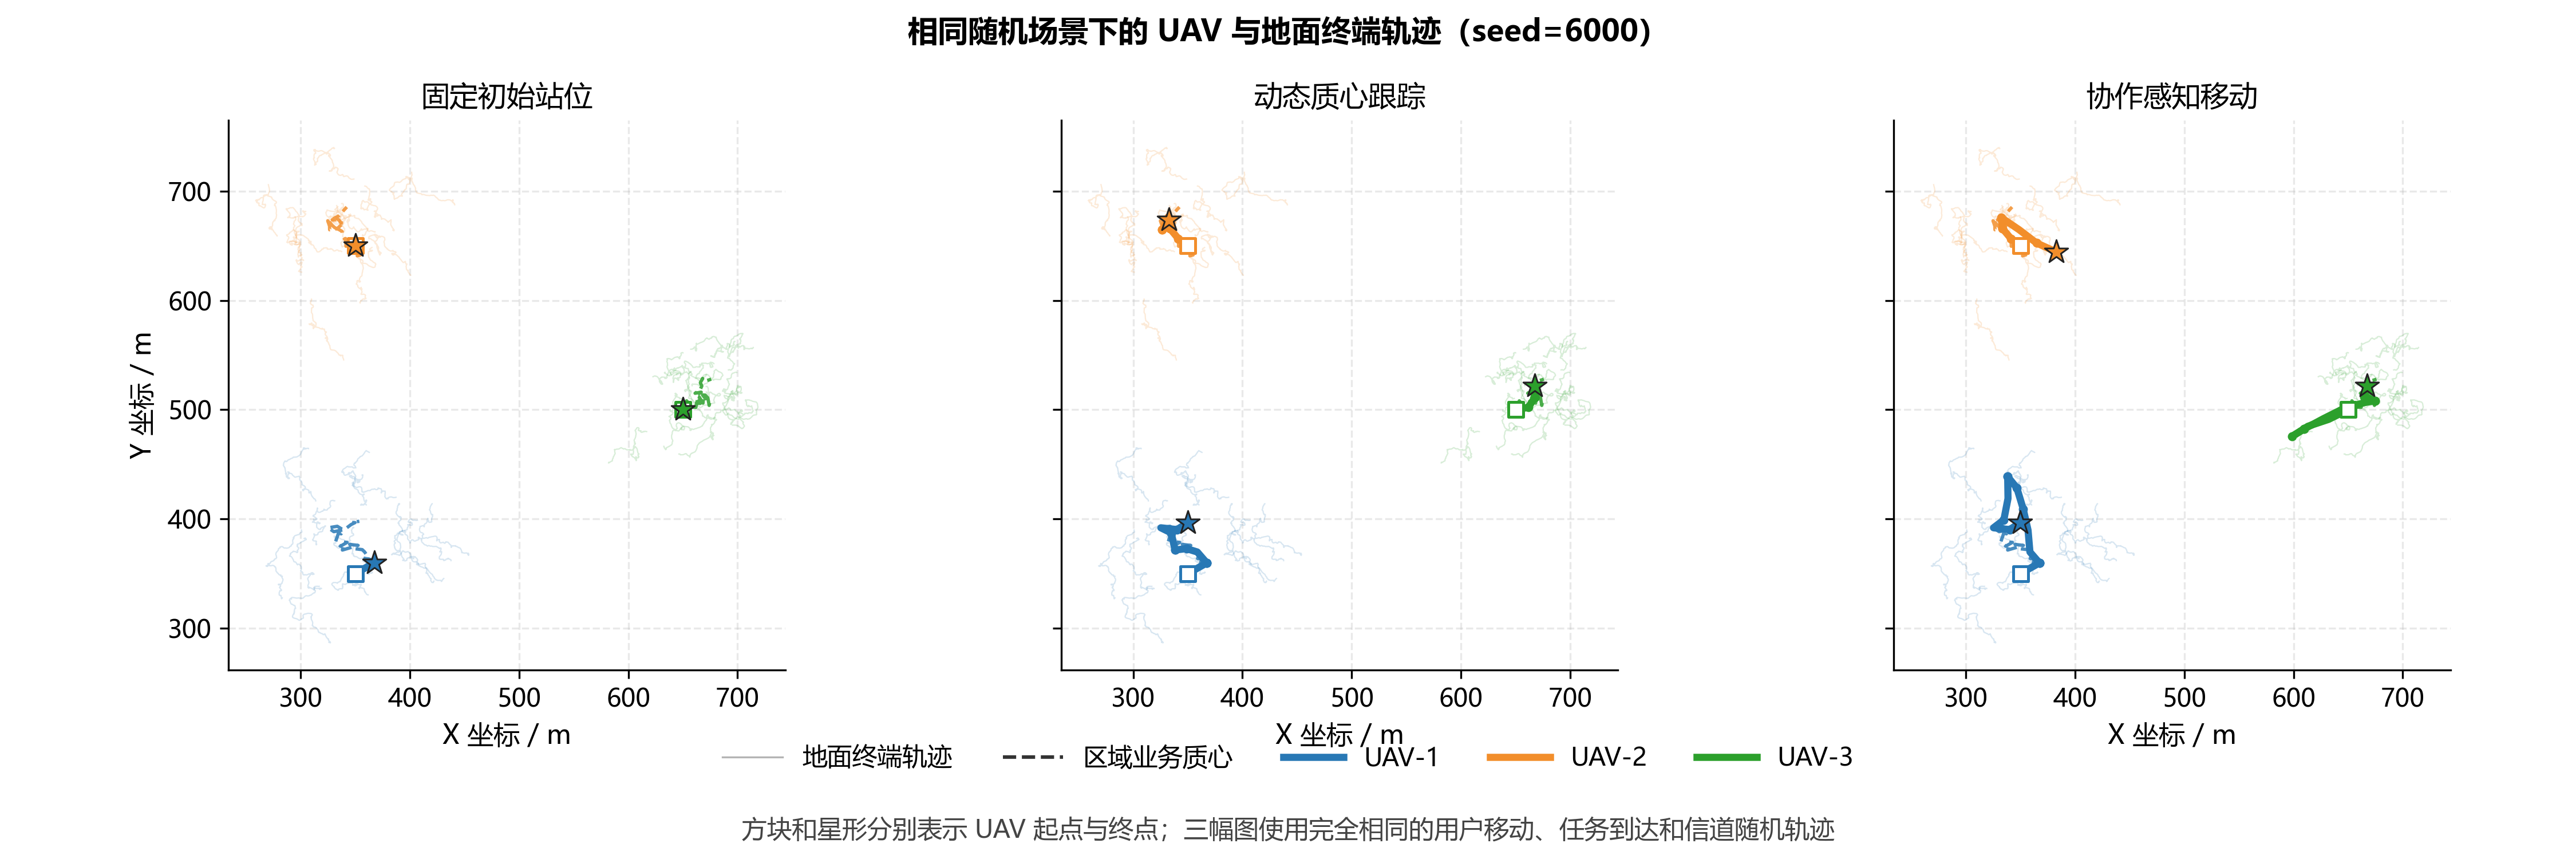 相同随机场景下的 UAV 与地面终端轨迹（seed=6000）
固定初始站位
动态质心跟踪
协作感知移动
Y 坐标 / m
700
600
500
400
300
300 400 500 600 700
300 400 500 600 700
300 400 500 600 700
X 坐标 / m
X 坐标 / m
X 坐标 / m
地面终端轨迹 区域业务质心 UAV-1 UAV-2 UAV-3
方块和星形分别表示 UAV 起点与终点；三幅图使用完全相同的用户移动、任务到达和信道随机轨迹